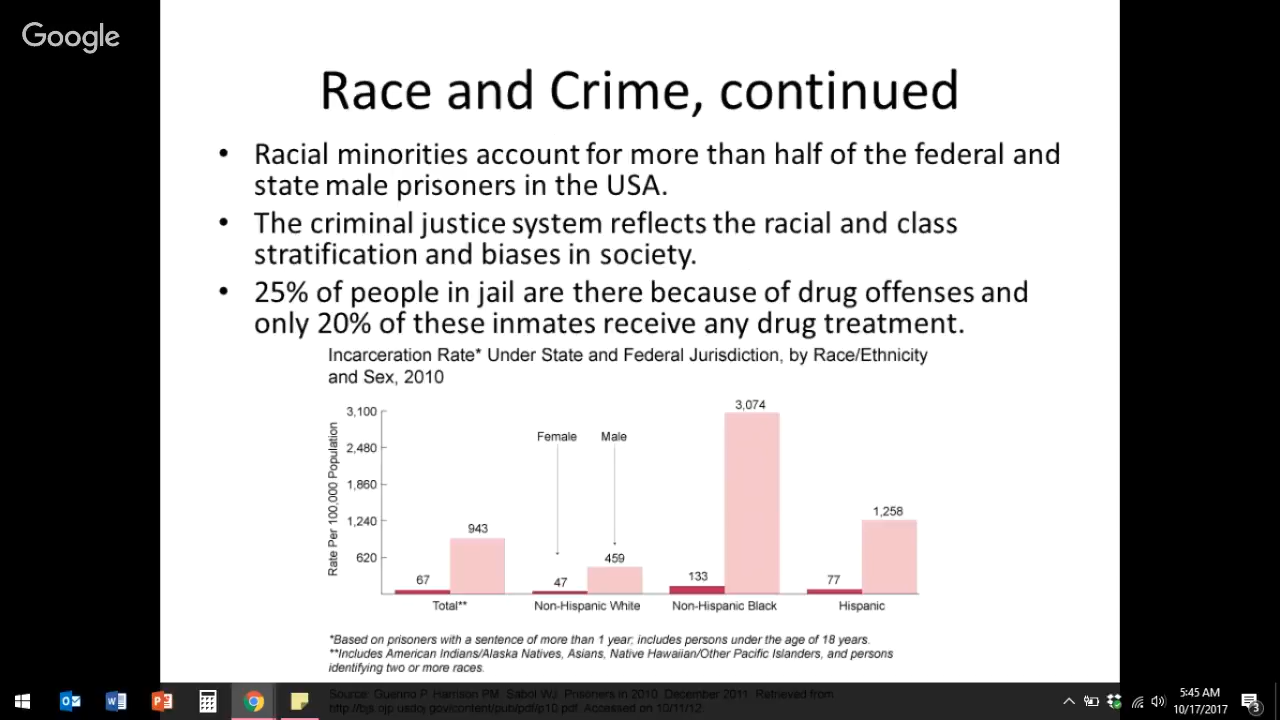 Google
Race and Crime, continued
• Racial minorities account for more than half of the federal and
state male prisoners in the USA.
• The criminal justice system reflects the racial and class
stratification and biases in society.
• 25% of people in jail are there because of drug offenses and
only 20% of these inmates receive any drug treatment.
Incarceration Rate* Under State and Federal Jurisdiction, by Race/Ethnicity
and Sex, 2010
Rate Per 100,000 Population
3,100
2,480
1,860
1,240
620
Female
Male
67
943
47
459
133
3,074
77
1,258
Total**
Non-Hispanic White
Non-Hispanic Black
Hispanic
*Based on prisoners with a sentence of more than 1 year; includes persons under the age of 18 years.
**Includes American Indians/Alaska Natives, Asians, Native Hawaiian/Other Pacific Islanders, and persons
identifying two or more races.
Source: Guerino P, Harrison PM, Sabol WJ. Prisoners in 2010. December 2011. Retrieved from
http://bjs.ojp.usdoj.gov/content/pub/pdf/p10.pdf. Accessed on 10/11/12.
5:45 AM
10/17/2017
3